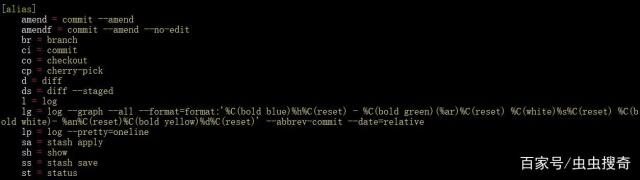 [alias]
amend = commit --amend
amendf = commit --amend --no-edit
br = branch
ci = commit
co = checkout
cp = cherry-pick
d = diff
ds = diff --staged
l = log
lg = log --graph --all --format=format:'%C(bold blue)%h%C(reset) - %C(bold green)(%ar)%C(reset) %C(white)%s%C(reset) %C(b
old white)- %an%C(reset)%C(bold yellow)%d%C(reset)' --abbrev-commit --date=relative
lp = log --pretty=oneline
sa = stash apply
sh = show
ss = stash save
st = status
百家号/虫虫搜奇